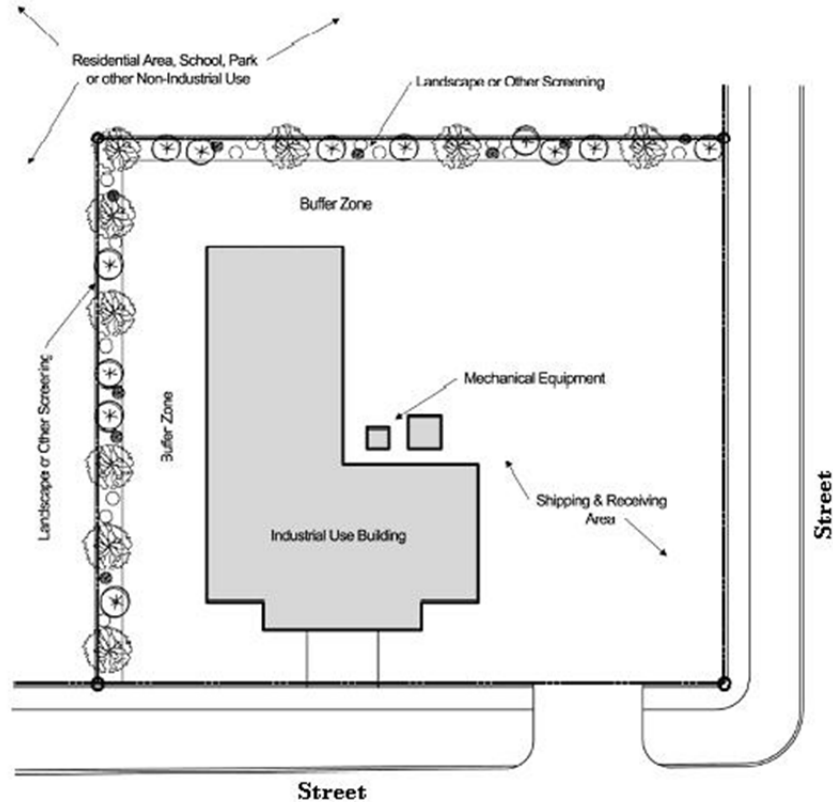 Residential Area, School, Park
or other Non-Industrial Use
Landscape or Other Screening
Buffer Zone
Landscape or Other Screening
Buffer Zone
Mechanical Equipment
Shipping & Receiving
Area
Industrial Use Building
Street
Street